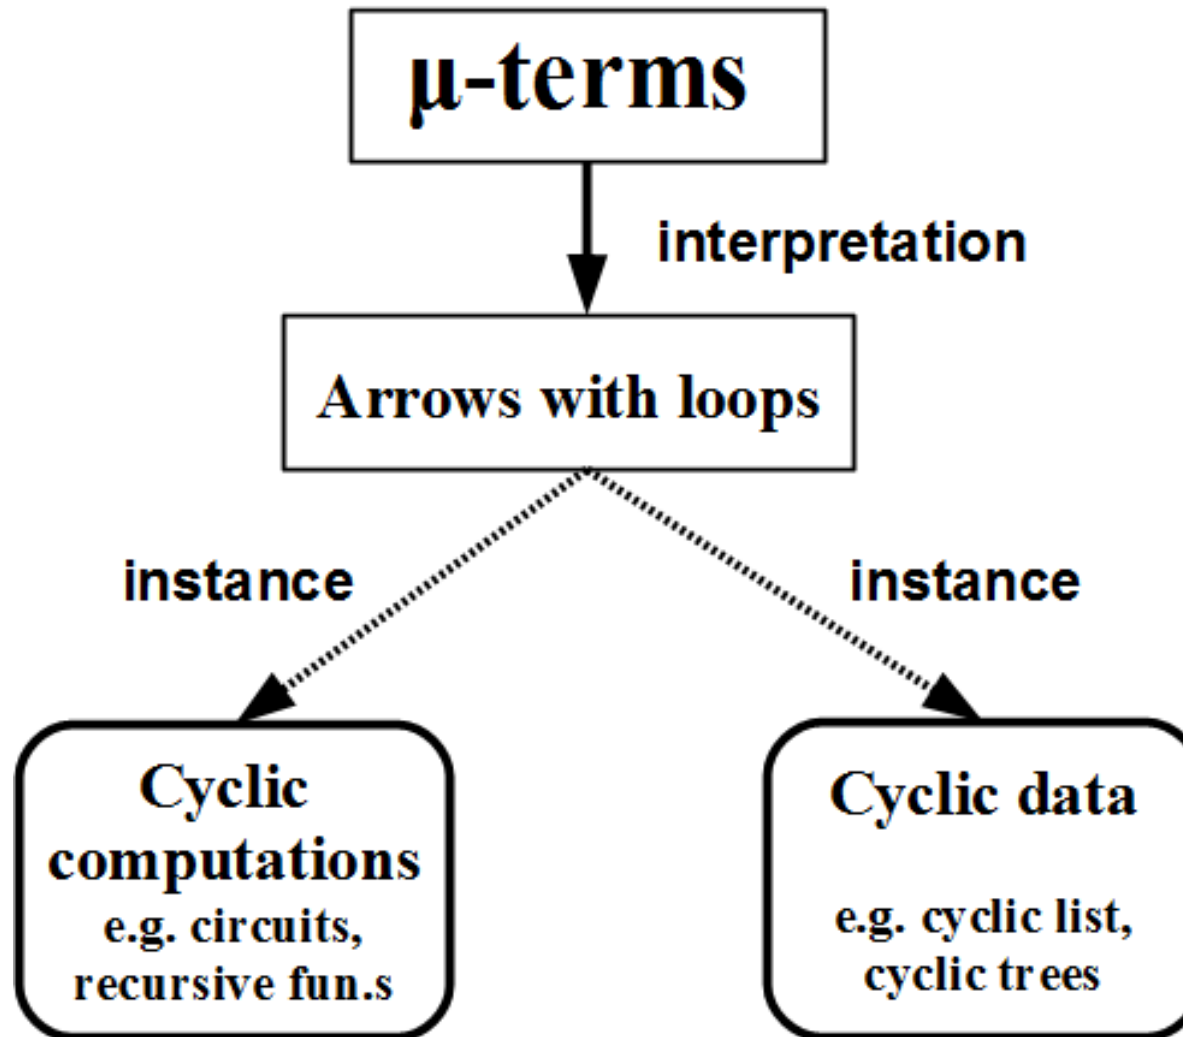 μ-terms
interpretation
Arrows with loops
instance
instance
Cyclic
computations
e.g. circuits,
recursive fun.s
Cyclic data
e.g. cyclic list,
cyclic trees